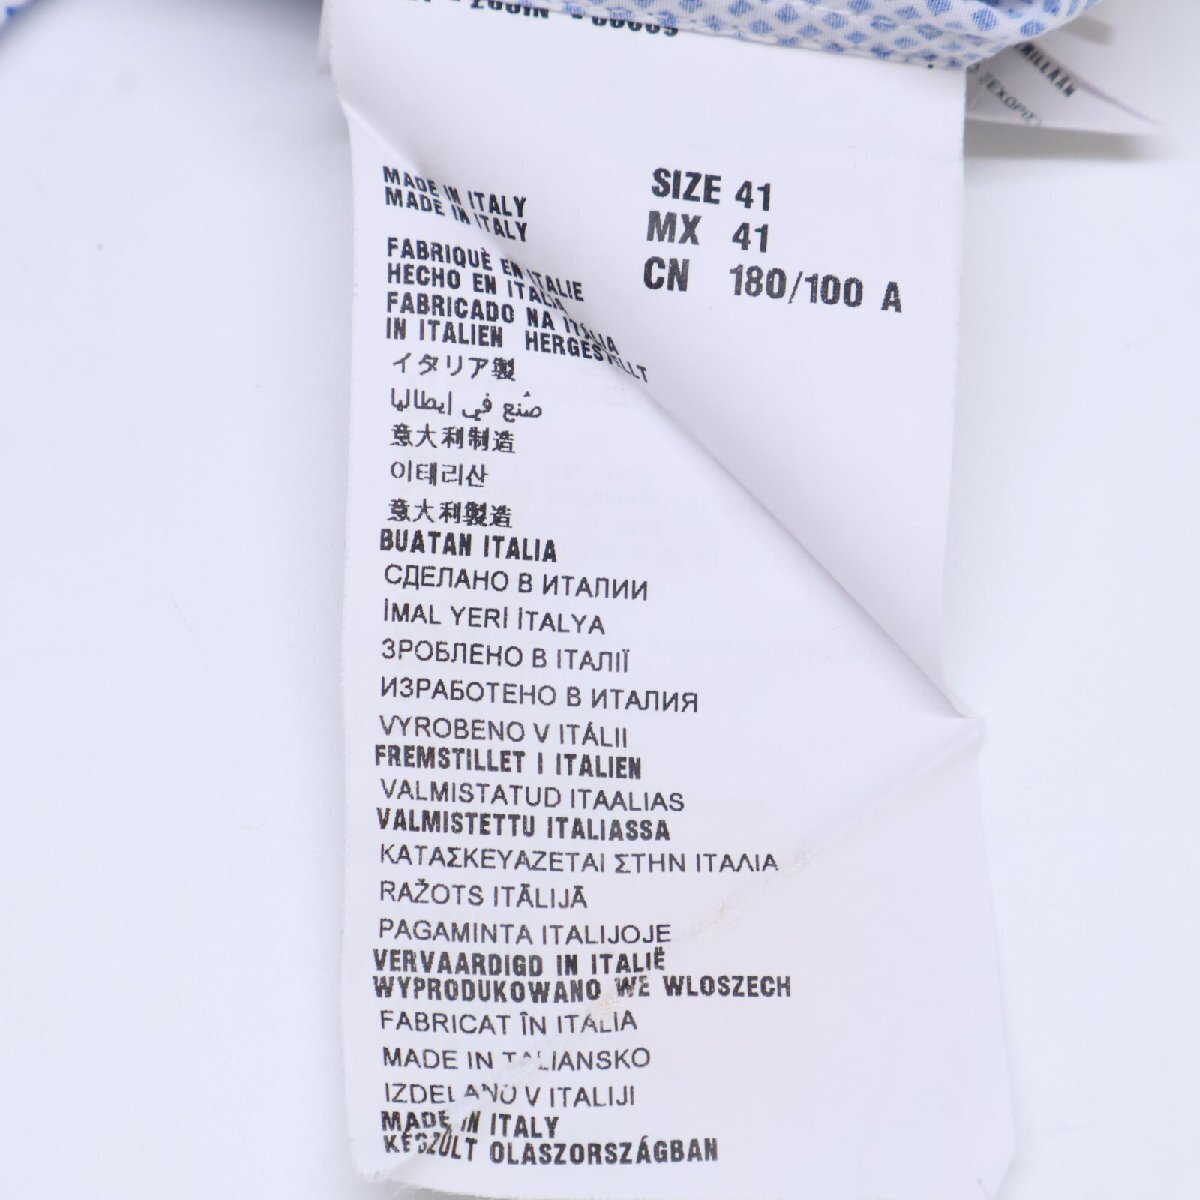 SIZE 41
MX 41
CN 180/100 A
MADE IN ITALY
MADE IN ITALY
FABRIQUÈ EN ITALIE
HECHO EN ITALIA
FABRICADO NA ITALIA
IN ITALIEN HERGESTILLT
イタリア製
صُنع في إيطاليا
意大利制造
이태리산
意大利製造
BUATAN ITALIA
СДЕЛАНО В ИТАЛИИ
İMAL YERİ İTALYA
ЗРОБЛЕНО В ІТАЛІЇ
ИЗРАБОТЕНО В ИТАЛИЯ
VYROBENO V ITÁLII
FREMSTILLET I ITALIEN
VALMISTATUD ITAALIAS
VALMISTETTU ITALIASSA
ΚΑΤΑΣΚΕΥΑΖΕΤΑΙ ΣΤΗΝ ΙΤΑΛΙΑ
RAŽOTS ITĀLIJĀ
PAGAMINTA ITALIJOJE
VERVAARDIGD IN ITALIË
WYPRODUKOWANO WE WLOSZECH
FABRICAT ÎN ITALIA
MADE IN TALIANSKO
IZDELANO V ITALIJI
MADE IN ITALY
KÉSZÜLT OLASZORSZÁGBAN